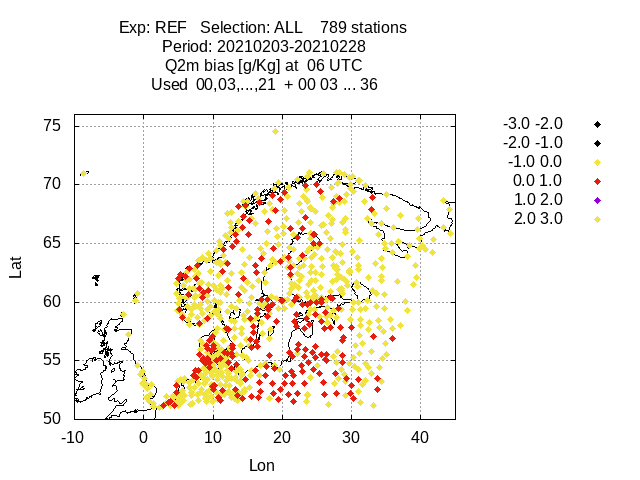 Exp: REF   Selection: ALL    789 stations
Period: 20210203-20210228
Q2m bias [g/Kg] at  06 UTC
Used  00,03,...,21  + 00 03 ... 36
-3.0 -2.0
-2.0 -1.0
-1.0 0.0
0.0 1.0
1.0 2.0
2.0 3.0
75
70
65
60
55
50
Lat
-10 0 10 20 30 40
Lon